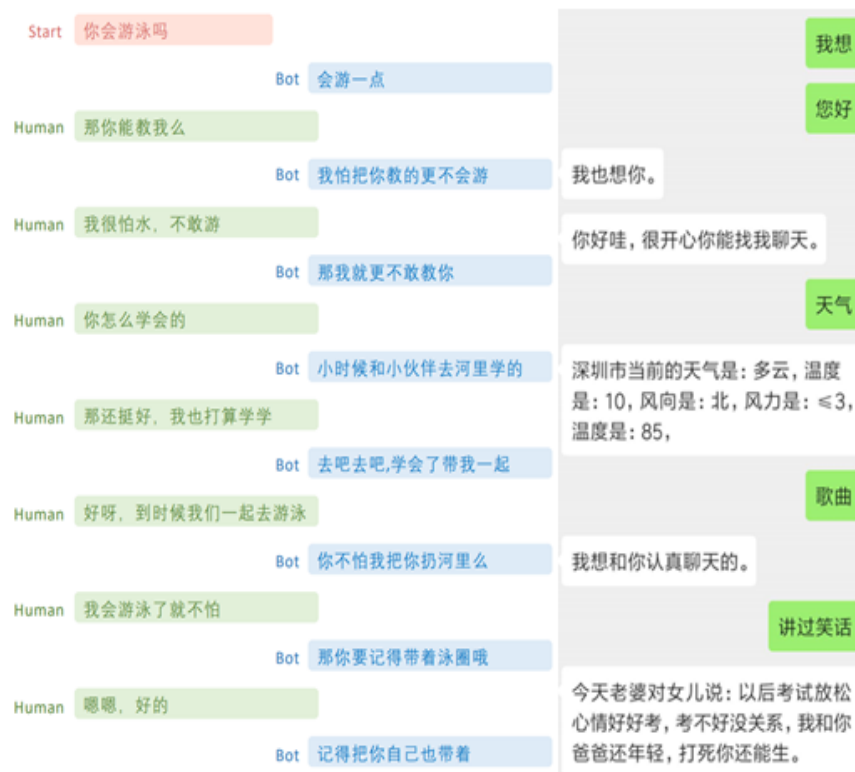 Start 你会游泳吗
Bot 会游一点
Human 那你能教我么
Bot 我怕把你教的更不会游
Human 我很怕水，不敢游
Bot 那我就更不敢教你
Human 你怎么学会的
Bot 小时候和小伙伴去河里学的
Human 那还挺好，我也打算学学
Bot 去吧去吧,学会了带我一起
Human 好呀，到时候我们一起去游泳
Bot 你不怕我把你扔河里么
Human 我会游泳了就不怕
Bot 那你要记得带着泳圈哦
Human 嗯嗯，好的
Bot 记得把你自己也带着
我想
您好
我也想你。
你好哇，很开心你能找我聊天。
天气
深圳市当前的天气是：多云，温度
是：10，风向是：北，风力是：≤3，
温度是：85，
歌曲
我想和你认真聊天的。
讲过笑话
今天老婆对女儿说：以后考试放松
心情好好考，考不好没关系，我和你
爸爸还年轻，打死你还能生。